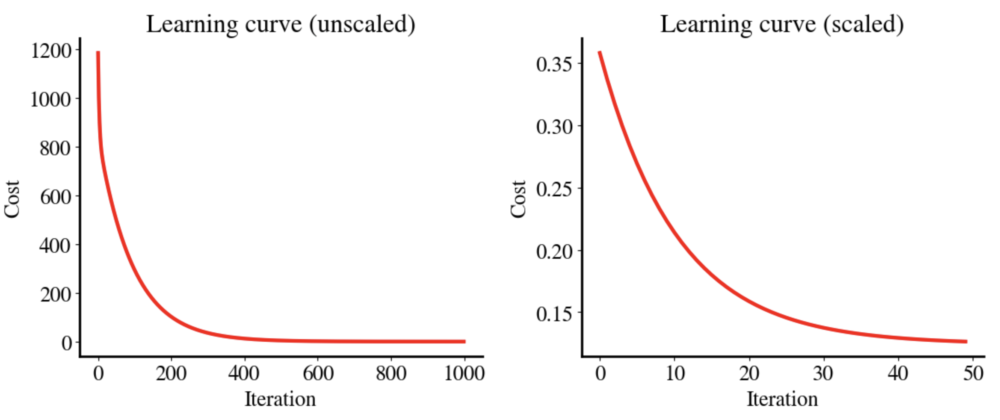 Learning curve (unscaled)
1200
1000
800
600
400
200
0
Cost
0 200 400 600 800 1000
Iteration
Learning curve (scaled)
0.35
0.30
0.25
0.20
0.15
Cost
0 10 20 30 40 50
Iteration